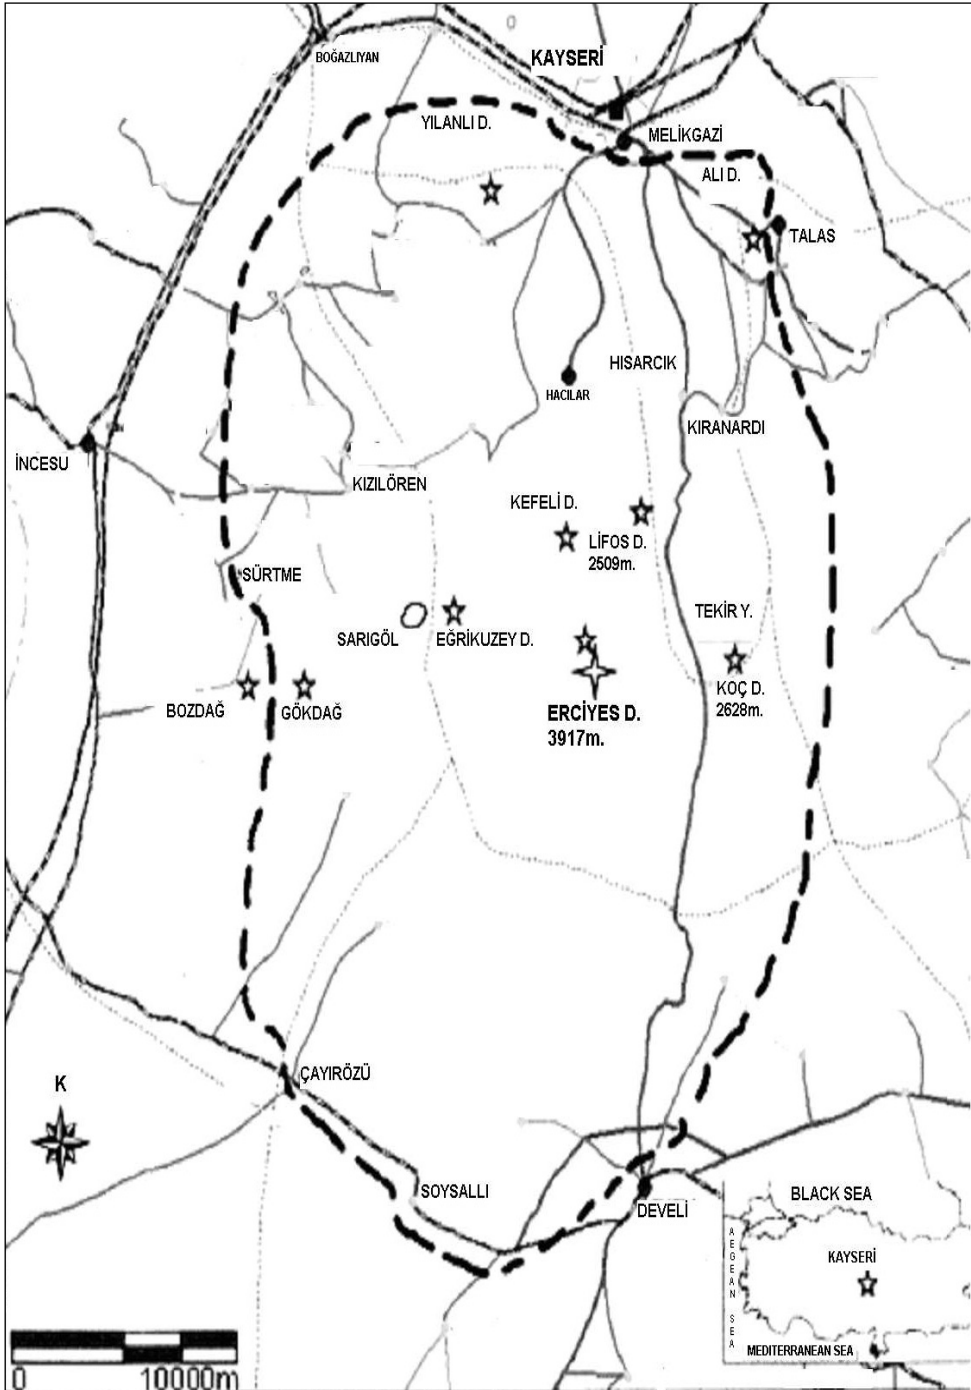 0
BOĞAZLIYAN
KAYSERİ
YILANLI D.
MELİKGAZİ
ALI D.
TALAS
HISARCIK
HACILAR
KIRANARDI
İNCESU
KIZILÖREN
KEFELİ D.
LİFOS D.
2509m.
SÜRTME
TEKİR Y.
SARIGÖL
EĞRİKUZEY D.
KOÇ D.
2628m.
BOZDAĞ
GÖKDAĞ
ERCİYES D.
3917m.
K
ÇAYIRÖZÜ
SOYSALLI
DEVELİ
BLACK SEA
AEGEAN SEA
KAYSERİ
MEDITERRANEAN SEA
0
10000m